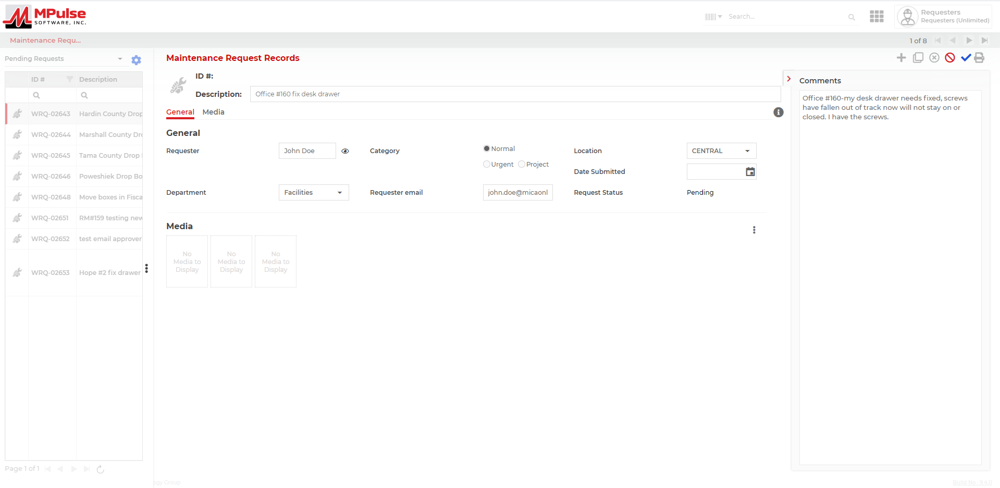 MPulse
SOFTWARE, INC.
Search...
Requesters
Requesters (Unlimited)
Maintenance Requ...
1 of 8
Pending Requests
ID #
Description
WRQ-02643
Hardin County Drop
WRQ-02644
Marshall County Dro
WRQ-02645
Tama County Drop
WRQ-02646
Poweshiek Drop Bo
WRQ-02648
Move boxes in Fisca
WRQ-02651
RM#159 testing new
WRQ-02652
test email approver
WRQ-02653
Hope #2 fix drawer
Page 1 of 1
Maintenance Request Records
ID #:
Description:
Office #160 fix desk drawer
General
Media
General
Requester
John Doe
Category
Normal
Urgent
Project
Location
CENTRAL
Date Submitted
Department
Facilities
Requester email
john.doe@micaonl
Request Status
Pending
Media
No
Media to
Display
No
Media to
Display
No
Media to
Display
Comments
Office #160-my desk drawer needs fixed, screws
have fallen out of track now will not stay on or
closed. I have the screws.
ogy Group
Build No : 9.4.0